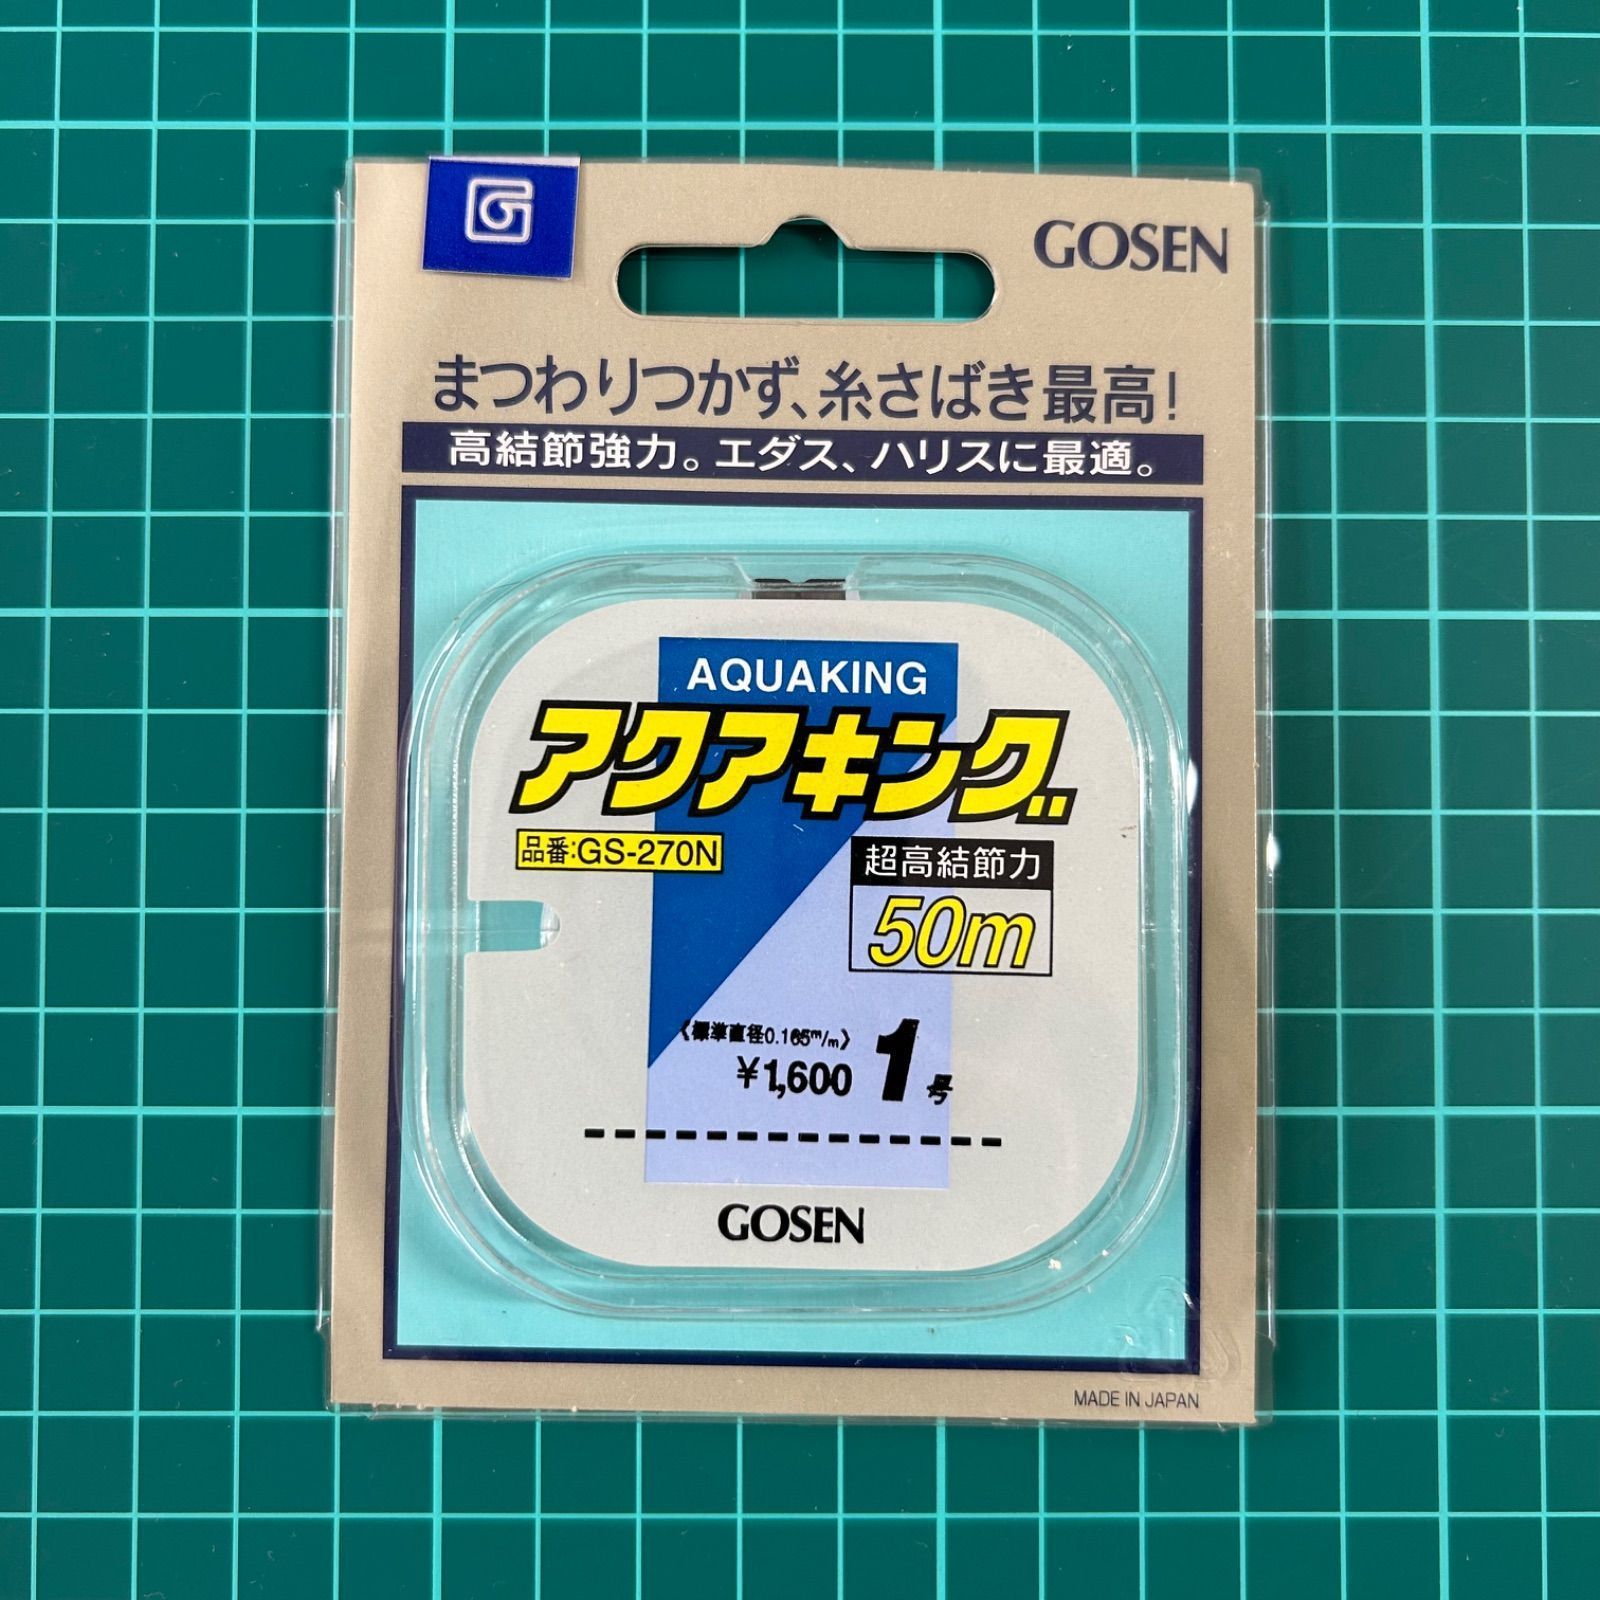 GOSEN
まつわりつかず、糸さばき最高!
高結節強力。エダス、ハリスに最適。
AQUAKING
アクアキング
品番:GS-270N
超高結節力
50m
《標準直径0.165m/m》
¥1,600
1号
GOSEN
MADE IN JAPAN